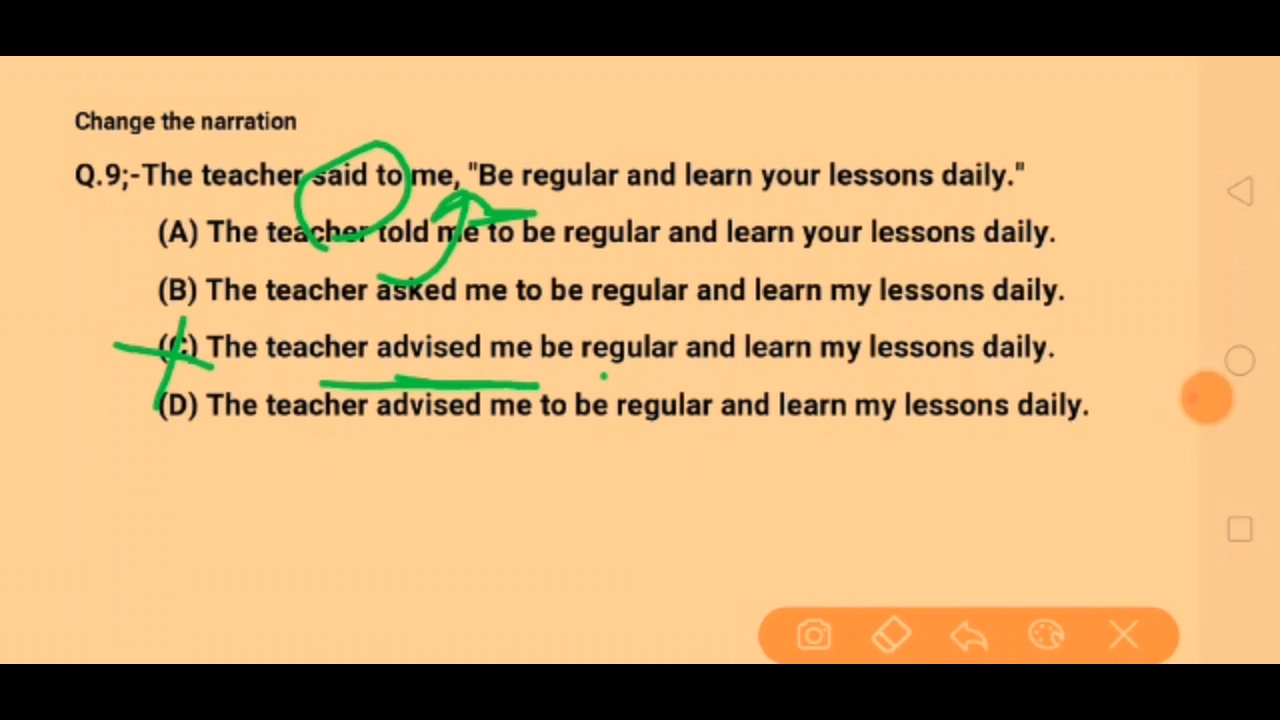 Change the narration
Q.9;-The teacher said to me, "Be regular and learn your lessons daily."
(A) The teacher told me to be regular and learn your lessons daily.
(B) The teacher asked me to be regular and learn my lessons daily.
(C) The teacher advised me be regular and learn my lessons daily.
(D) The teacher advised me to be regular and learn my lessons daily.